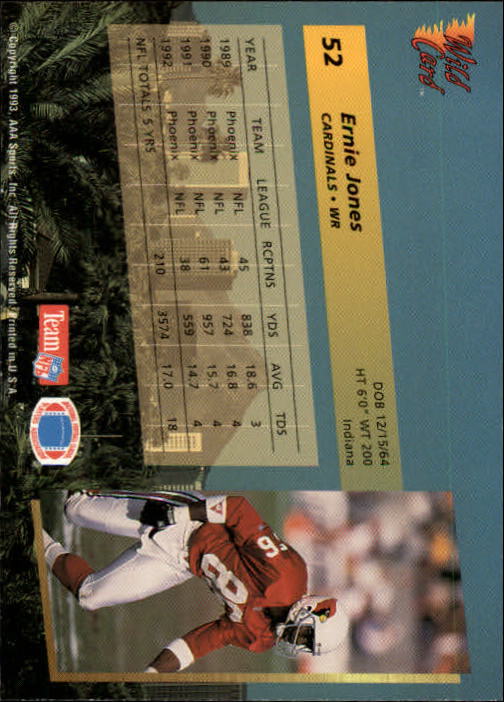 Wild
Card™
52
Ernie Jones
CARDINALS • WR
DOB 12/15/64
HT 6'0" WT 200
Indiana
YEAR TEAM LEAGUE RCPTNS YDS AVG TDS
1989 Phoenix NFL 45 838 18.6 3
1990 Phoenix NFL 43 724 16.8 4
1991 Phoenix NFL 61 957 15.7 4
1992 Phoenix NFL 38 559 14.7 4
NFL TOTALS 5 YRS 210 3574 17.0 18
Team NFL
86
© Copyright 1993, AAA Sports, Inc. All Rights Reserved. Printed in U S A